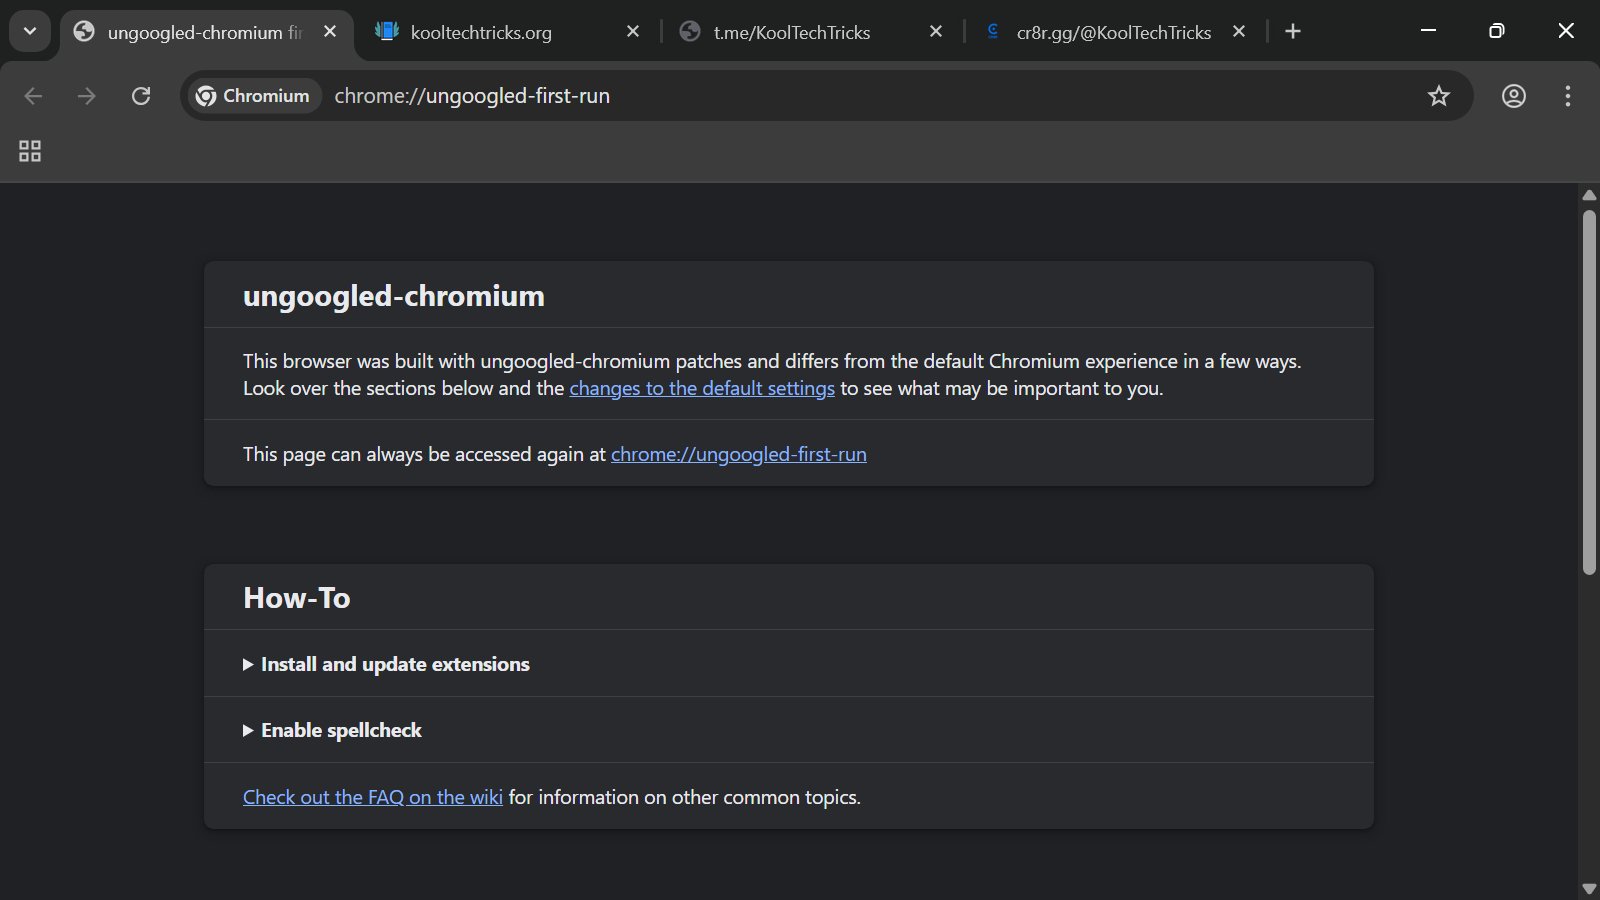 ungoogled-chromium fir
kooltechtricks.org
t.me/KoolTechTricks
cr8r.gg/@KoolTechTricks
Chromium
chrome://ungoogled-first-run
ungoogled-chromium
This browser was built with ungoogled-chromium patches and differs from the default Chromium experience in a few ways.
Look over the sections below and the changes to the default settings to see what may be important to you.
This page can always be accessed again at chrome://ungoogled-first-run
How-To
Install and update extensions
Enable spellcheck
Check out the FAQ on the wiki for information on other common topics.